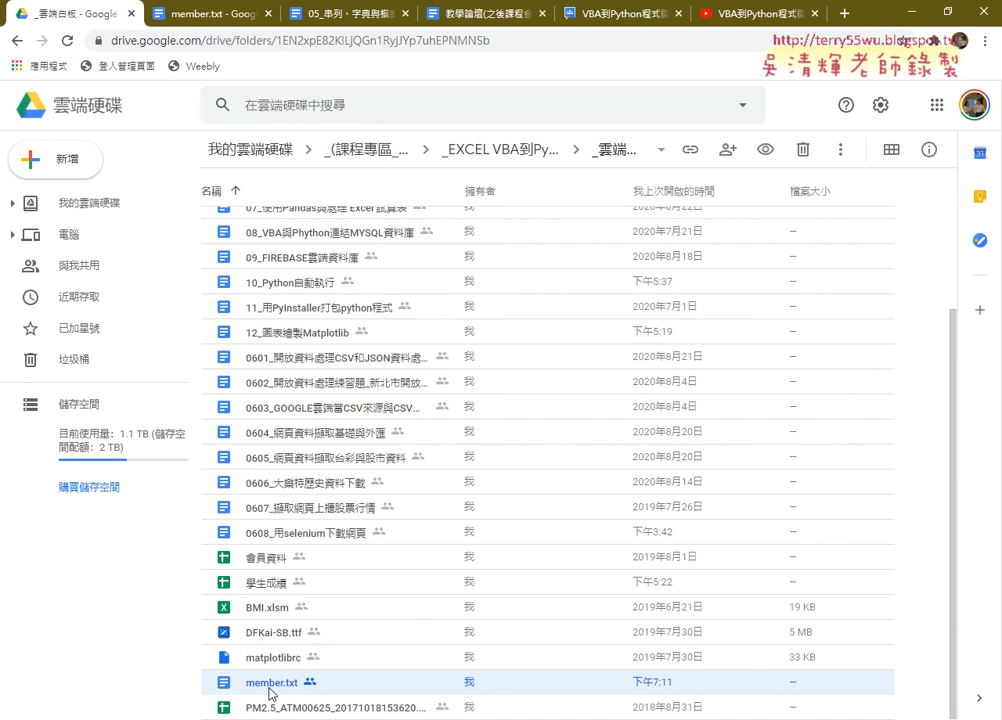 _雲端白板 - Google
member.txt - Goog
05_串列、字典與樞
教學論壇(之後課程
VBA到Python程式
VBA到Python程式
drive.google.com/drive/folders/1EN2xpE82KlLjQGn1RyjJYp7uhEPNMNSb
http://terry55wu.blogspot.tw
吳清輝老師錄製
應用程式
登入管理頁面
Weebly
雲端硬碟
在雲端硬碟中搜尋
新增
我的雲端硬碟
_(課程專區_...
_EXCEL VBA到Py...
_雲端...
名稱
擁有者
我上次開啟的時間
檔案大小
我的雲端硬碟
電腦
與我共用
近期存取
已加星號
垃圾桶
儲存空間
目前使用量：1.1 TB (儲存空
間配額：2 TB)
購買儲存空間
07_使用Pandas與處理 Excel 試算表 我 2020年8月22日 –
08_VBA與Phython連結MYSQL資料庫 我 2020年7月21日 –
09_FIREBASE雲端資料庫 我 2020年8月18日 –
10_Python自動執行 我 下午5:37 –
11_用PyInstaller打包python程式 我 2020年7月1日 –
12_圖表繪製Matplotlib 我 下午5:19 –
0601_開放資料處理CSV和JSON資料處... 我 2020年8月21日 –
0602_開放資料處理練習題_新北市開放... 我 2020年8月4日 –
0603_GOOGLE雲端當CSV來源與CSV... 我 2020年8月4日 –
0604_網頁資料擷取基礎與外匯 我 2020年8月20日 –
0605_網頁資料擷取台彩與股市資料 我 2020年8月20日 –
0606_大樂特歷史資料下載 我 2020年8月14日 –
0607_擷取網頁上櫃股票行情 我 2019年7月26日 –
0608_用selenium下載網頁 我 下午3:42 –
會員資料 我 2019年8月1日 –
學生成績 我 下午5:22 –
BMI.xlsm 我 2019年6月21日 19 KB
DFKai-SB.ttf 我 2019年7月30日 5 MB
matplotlibrc 我 2019年7月30日 33 KB
member.txt 我 下午7:11 –
PM2.5_ATM00625_20171018153620.... 我 2018年8月31日 –